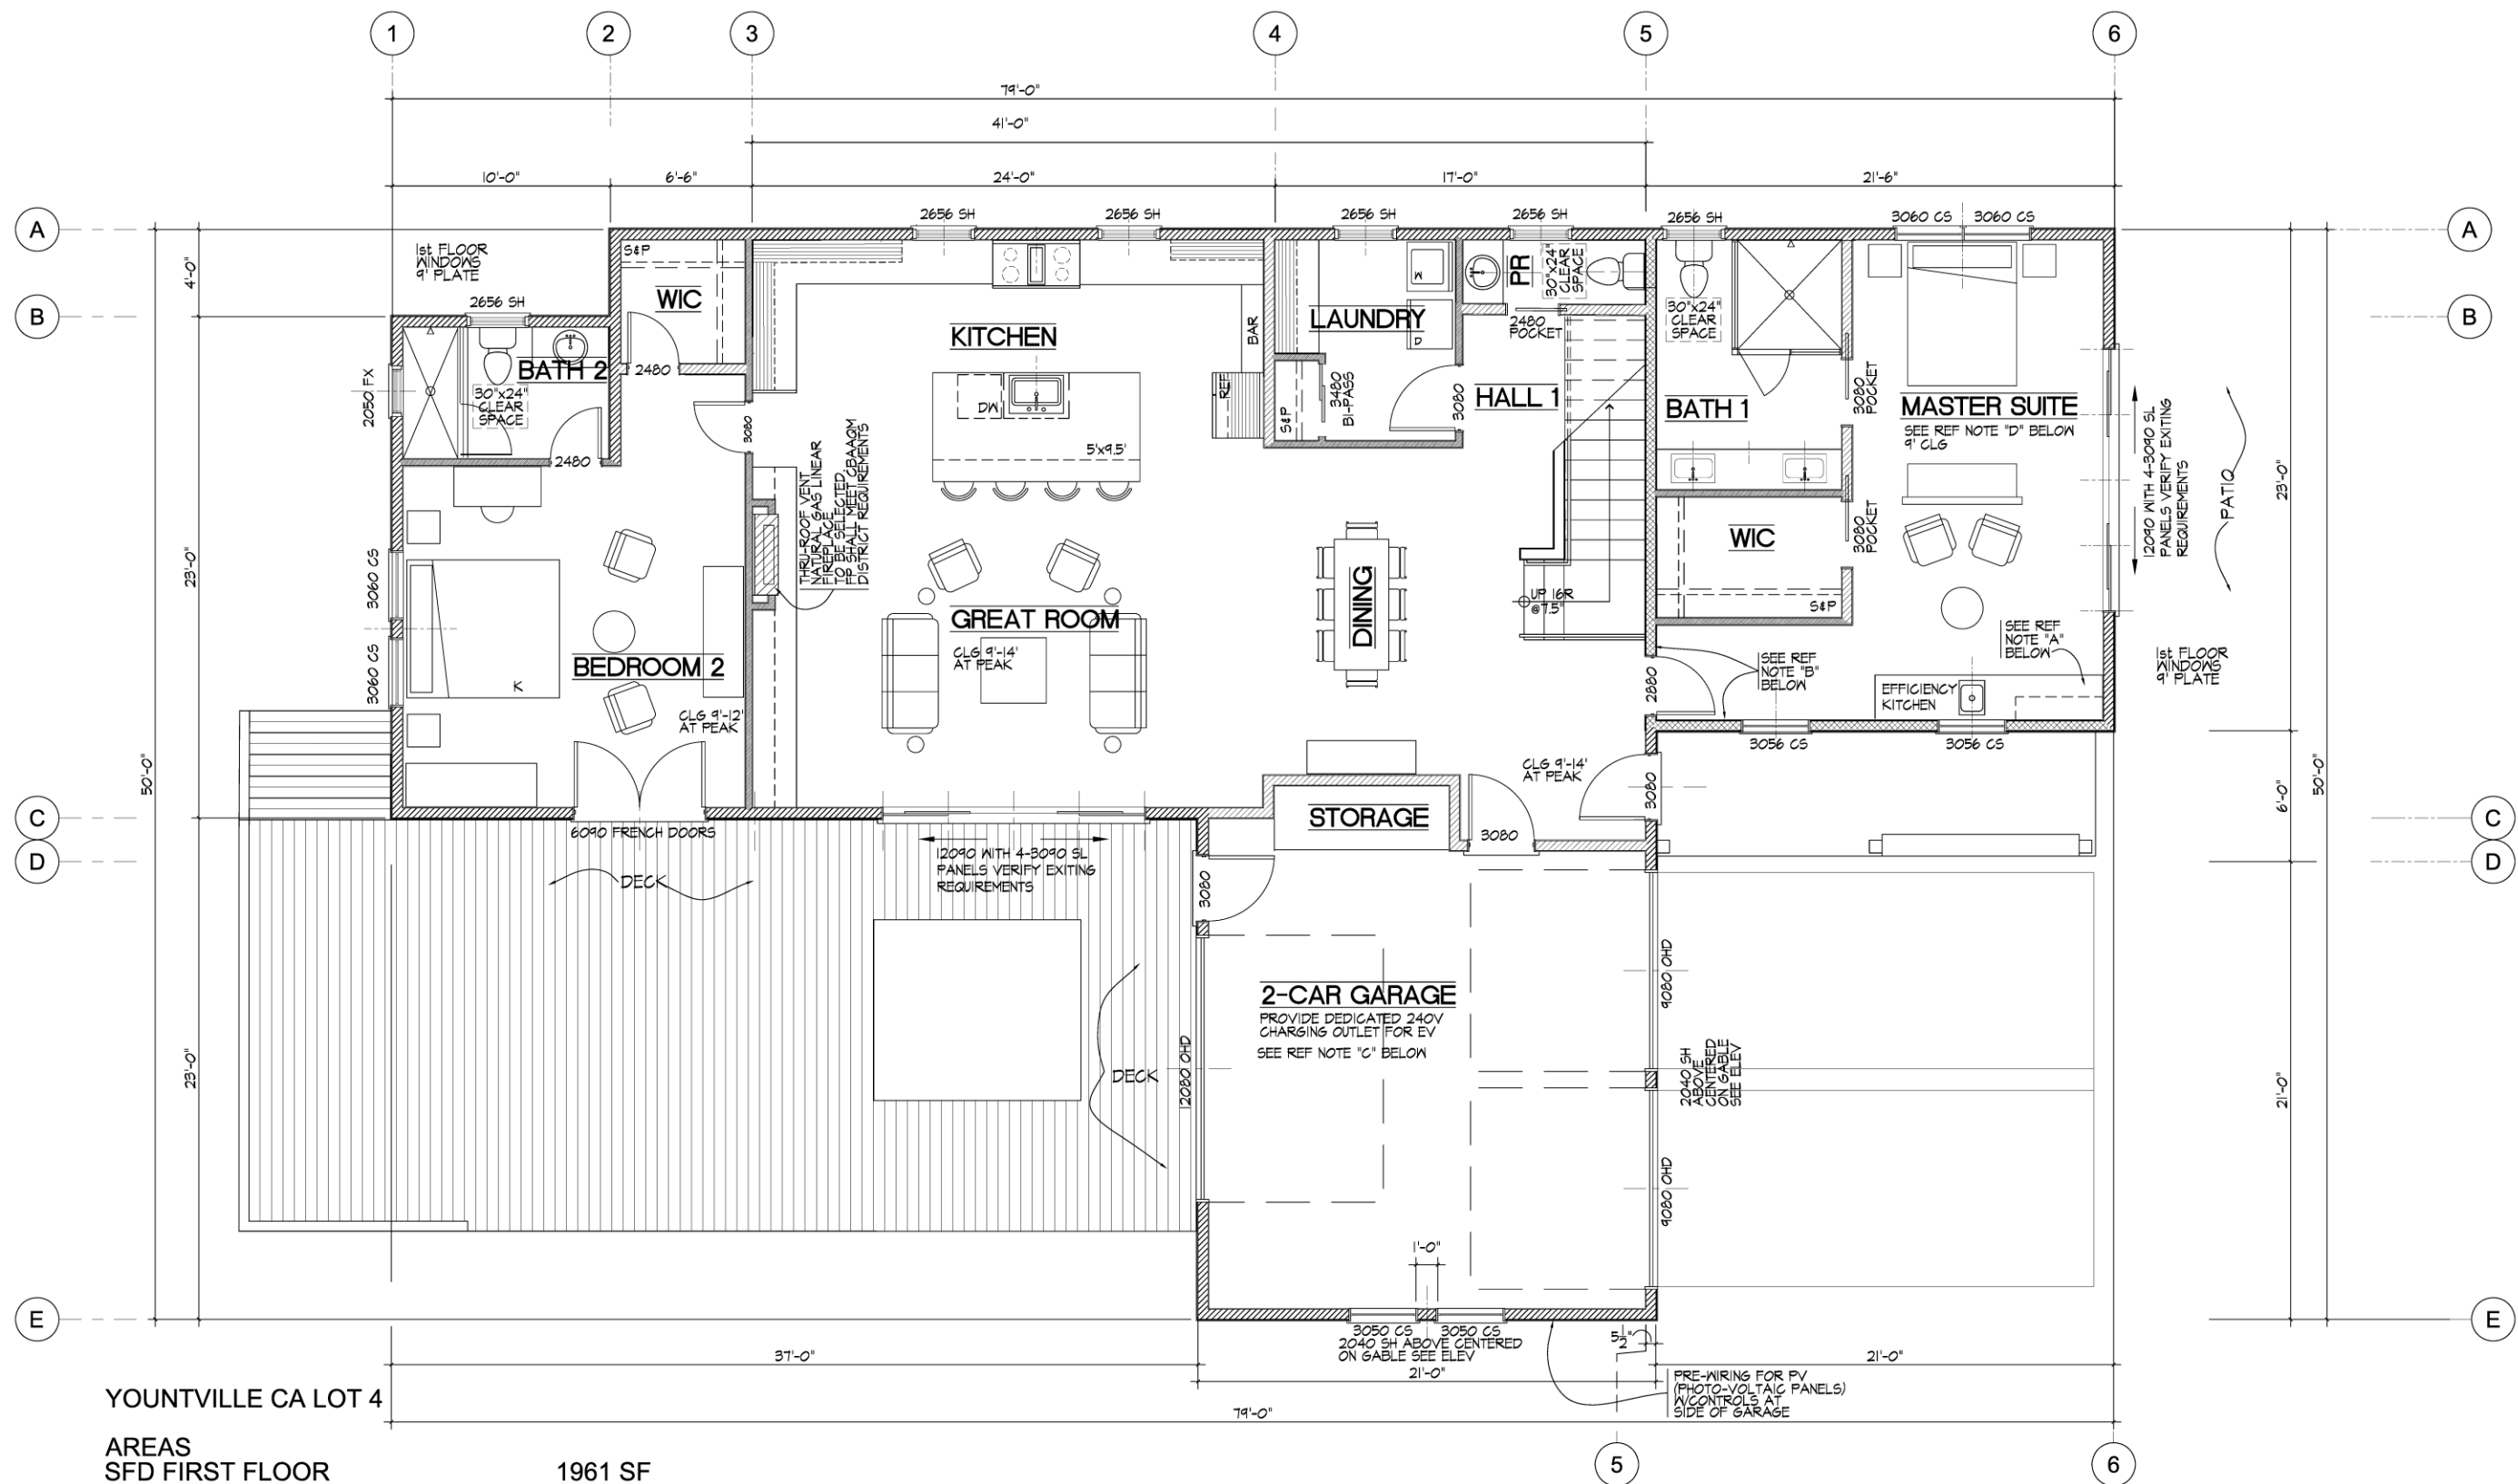 1
2
3
4
5
6
79'-0"
41'-0"
10'-0"
6'-6"
24'-0"
17'-0"
21'-6"
A
A
B
B
C
C
D
D
E
E
4'-0"
23'-0"
50'-0"
23'-0"
1st FLOOR
WINDOWS
9' PLATE
2656 SH
2656 SH
2656 SH
2656 SH
2656 SH
2656 SH
3060 CS
3060 CS
S&P
WIC
2480
BATH 2
30"x24"
CLEAR
SPACE
2050 FX
2480
KITCHEN
BAR
REF
DW
5'x9.5'
3080
THRU-ROOF VENT
NATURAL GAS LINEAR
FIREPLACE
TO BE SELECTED.
FP SHALL MEET CBAAQM
DISTRICT REQUIREMENTS
LAUNDRY
W
D
S&P
3480
BI-PASS
3080
PR
30"x24"
CLEAR
SPACE
2480
POCKET
HALL 1
30"x24"
CLEAR
SPACE
BATH 1
3080
POCKET
MASTER SUITE
SEE REF NOTE "D" BELOW
9' CLG
12090 WITH 4-3090 SL
PANELS VERIFY EXITING
REQUIREMENTS
PATIO
23'-0"
WIC
S&P
3080
POCKET
3060 CS
3060 CS
BEDROOM 2
K
CLG 9'-12'
AT PEAK
GREAT ROOM
CLG 9'-14'
AT PEAK
DINING
UP 16R
@ 7.5"
SEE REF
NOTE "B"
BELOW
SEE REF
NOTE "A"
BELOW
1st FLOOR
WINDOWS
9' PLATE
2880
EFFICIENCY
KITCHEN
3056 CS
3056 CS
CLG 9'-14'
AT PEAK
3080
6'-0"
50'-0"
STORAGE
3080
6090 FRENCH DOORS
12090 WITH 4-3090 SL
PANELS VERIFY EXITING
REQUIREMENTS
DECK
3080
2-CAR GARAGE
PROVIDE DEDICATED 240V
CHARGING OUTLET FOR EV
SEE REF NOTE "C" BELOW
DECK
12080 OHD
9080 OHD
2040 SH
ABOVE
CENTERED
ON GABLE
SEE ELEV
9080 OHD
21'-0"
1'-0"
3050 CS
3050 CS
2040 SH ABOVE CENTERED
ON GABLE SEE ELEV
5½"
37'-0"
21'-0"
21'-0"
PRE-WIRING FOR PV
(PHOTO-VOLTAIC PANELS)
W/CONTROLS AT
SIDE OF GARAGE
79'-0"
5
6
YOUNTVILLE CA LOT 4
AREAS
SFD FIRST FLOOR 1961 SF